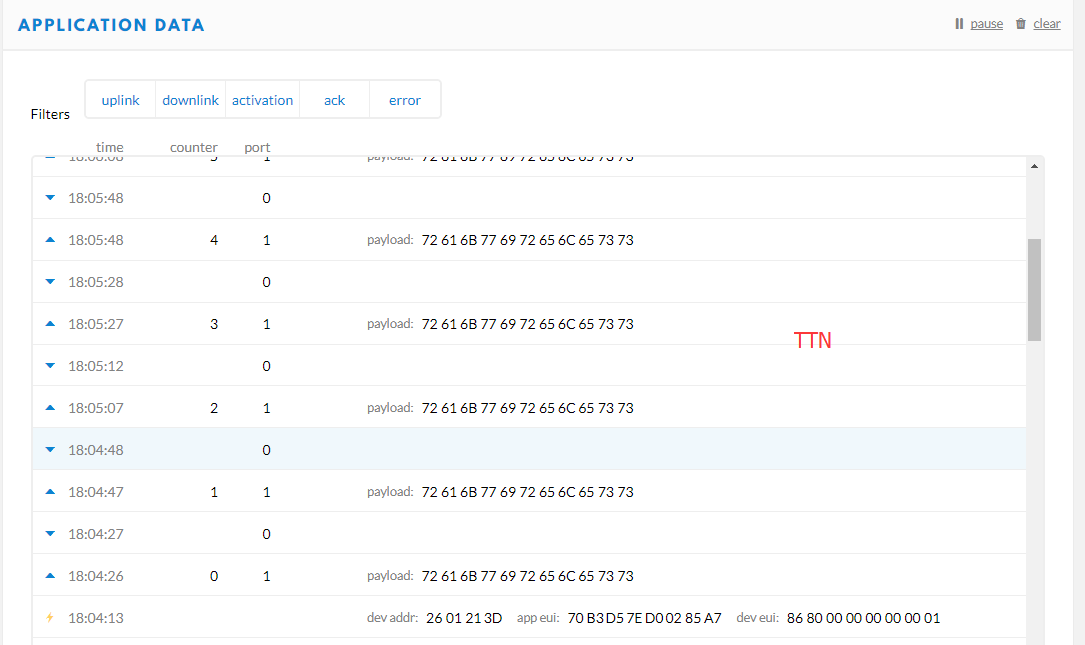 APPLICATION DATA pause clear
Filters uplink downlink activation ack error
time counter port
18:05:48 0
18:05:48 4 1 payload: 72 61 6B 77 69 72 65 6C 65 73 73
18:05:28 0
18:05:27 3 1 payload: 72 61 6B 77 69 72 65 6C 65 73 73
TTN
18:05:12 0
18:05:07 2 1 payload: 72 61 6B 77 69 72 65 6C 65 73 73
18:04:48 0
18:04:47 1 1 payload: 72 61 6B 77 69 72 65 6C 65 73 73
18:04:27 0
18:04:26 0 1 payload: 72 61 6B 77 69 72 65 6C 65 73 73
18:04:13 dev addr: 26 01 21 3D app eui: 70 B3 D5 7E D0 02 85 A7 dev eui: 86 80 00 00 00 00 00 01